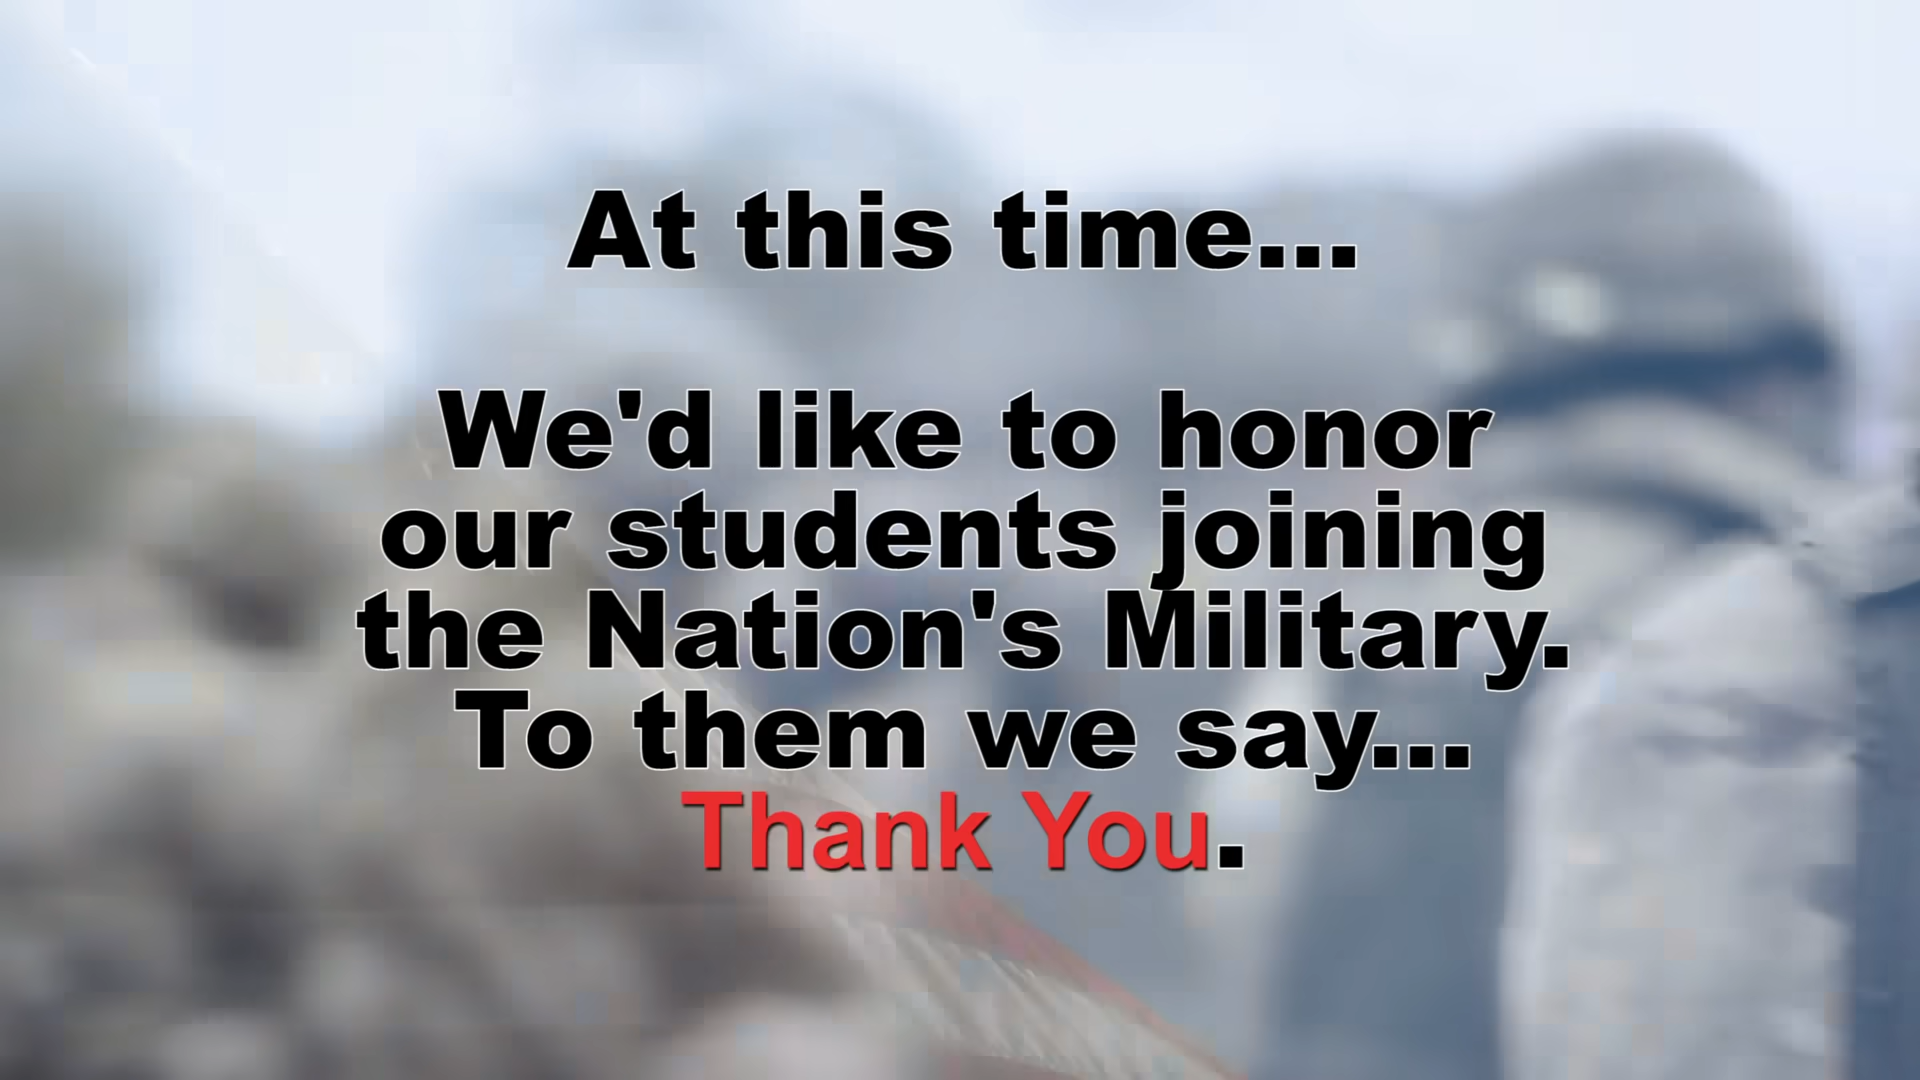 At this time...
We'd like to honor
our students joining
the Nation's Military.
To them we say...
Thank You.